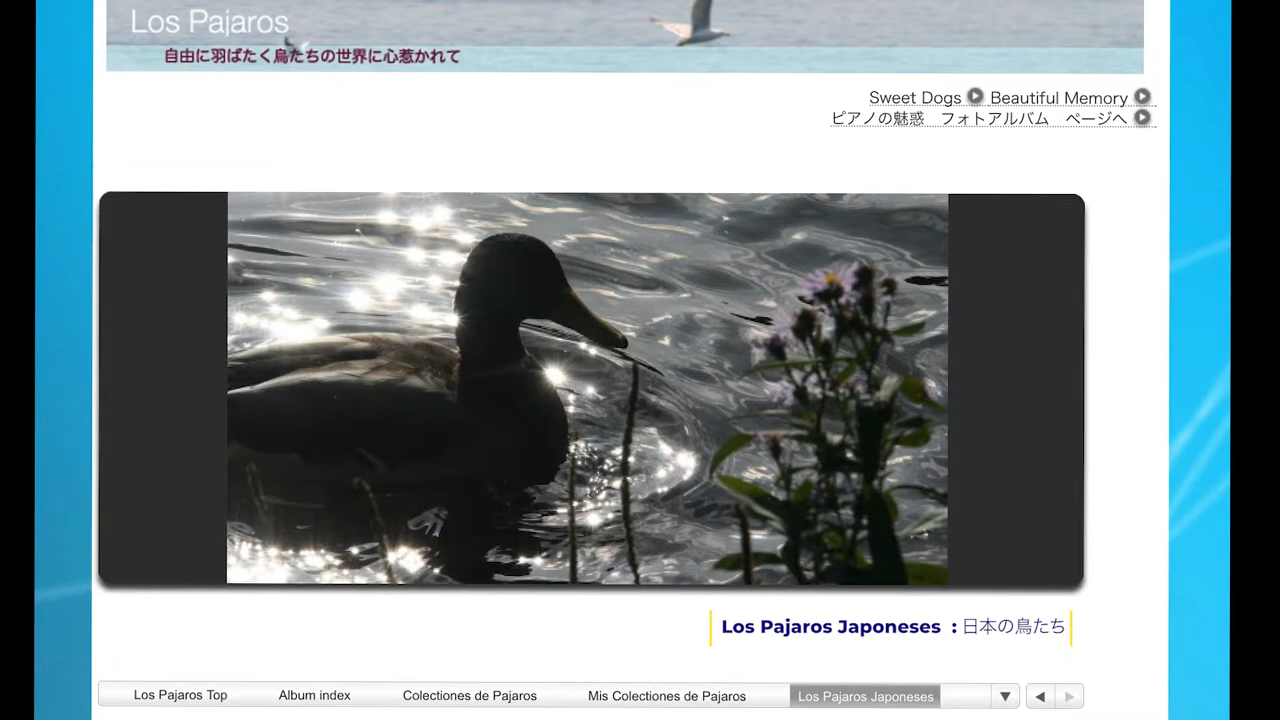 Los Pajaros
自由に羽ばたく鳥たちの世界に心惹かれて
Sweet Dogs Beautiful Memory
ピアノの魅惑　フォトアルバム　ページへ
Los Pajaros Japoneses : 日本の鳥たち
Los Pajaros Top Album index Colectiones de Pajaros Mis Colectiones de Pajaros Los Pajaros Japoneses